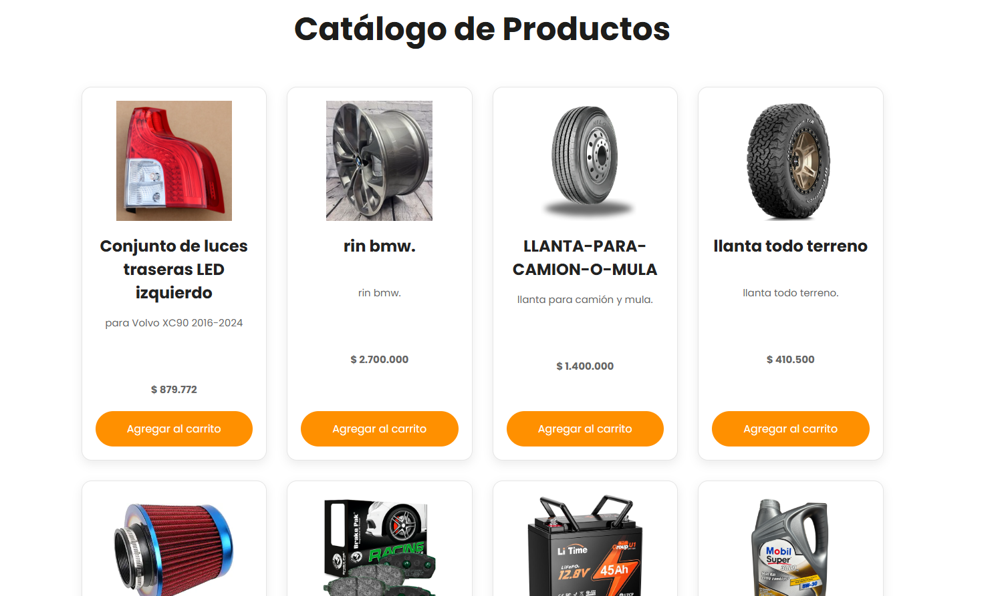 Catálogo de Productos
Conjunto de luces
traseras LED
izquierdo
para Volvo XC90 2016-2024
$ 879.772
Agregar al carrito
rin bmw.
rin bmw.
$ 2.700.000
Agregar al carrito
LLANTA-PARA-
CAMION-O-MULA
llanta para camión y mula.
$ 1.400.000
Agregar al carrito
llanta todo terreno
llanta todo terreno.
$ 410.500
Agregar al carrito
Brake Pak
RACING
Li Time
Group U1
LiFePO₄
12.8V
45Ah
Mobil
Super
3000
5W-30